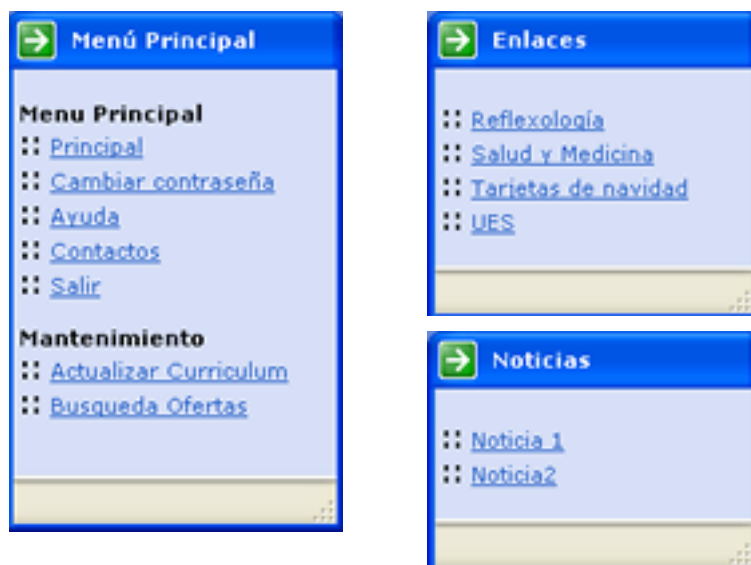 Menú Principal
Menu Principal
Principal
Cambiar contraseña
Ayuda
Contactos
Salir
Mantenimiento
Actualizar Curriculum
Busqueda Ofertas
Enlaces
Reflexología
Salud y Medicina
Tarjetas de navidad
UES
Noticias
Noticia 1
Noticia2